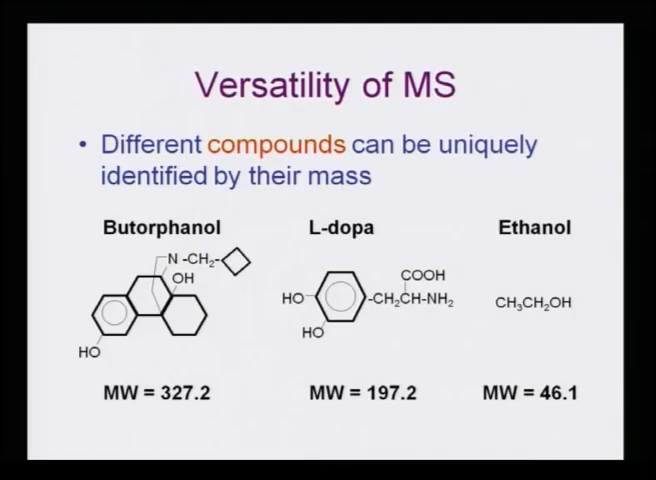 Versatility of MS
• Different compounds can be uniquely
identified by their mass
Butorphanol L-dopa Ethanol
N -CH₂-
OH
HO
COOH
HO -CH₂CH-NH₂
HO
CH₃CH₂OH
MW = 327.2 MW = 197.2 MW = 46.1